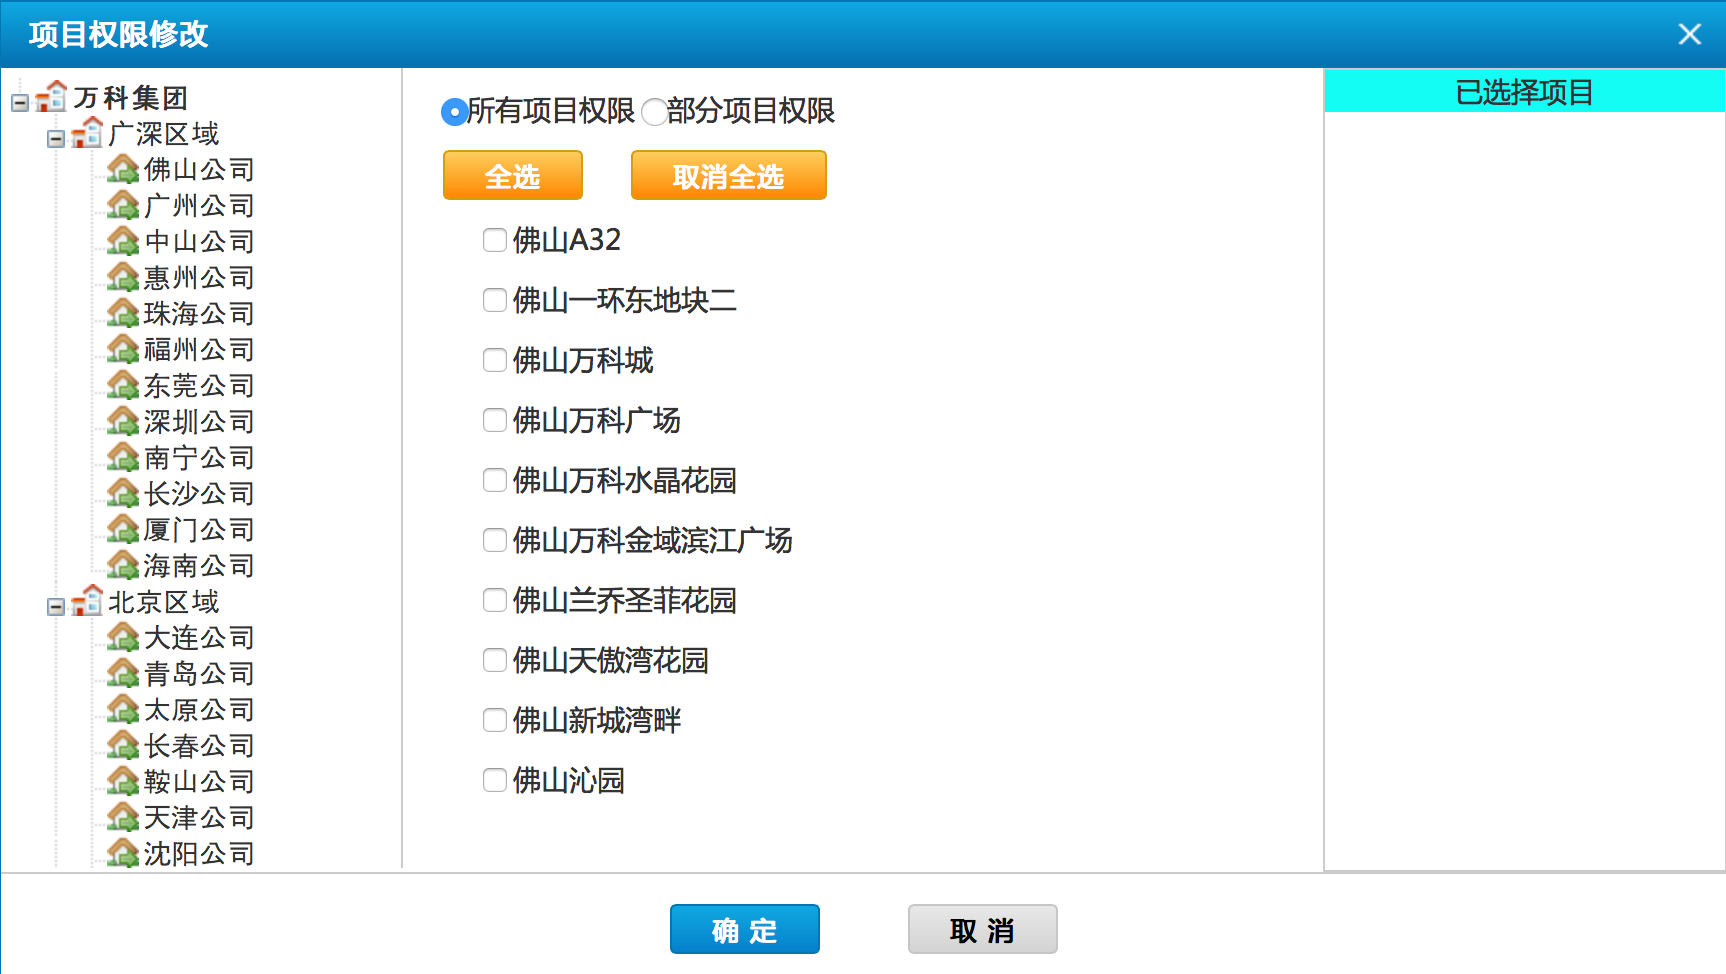 项目权限修改
万科集团
广深区域
佛山公司
广州公司
中山公司
惠州公司
珠海公司
福州公司
东莞公司
深圳公司
南宁公司
长沙公司
厦门公司
海南公司
北京区域
大连公司
青岛公司
太原公司
长春公司
鞍山公司
天津公司
沈阳公司
所有项目权限 部分项目权限
全选 取消全选
佛山A32
佛山一环东地块二
佛山万科城
佛山万科广场
佛山万科水晶花园
佛山万科金域滨江广场
佛山兰乔圣菲花园
佛山天傲湾花园
佛山新城湾畔
佛山沁园
已选择项目
确 定 取 消